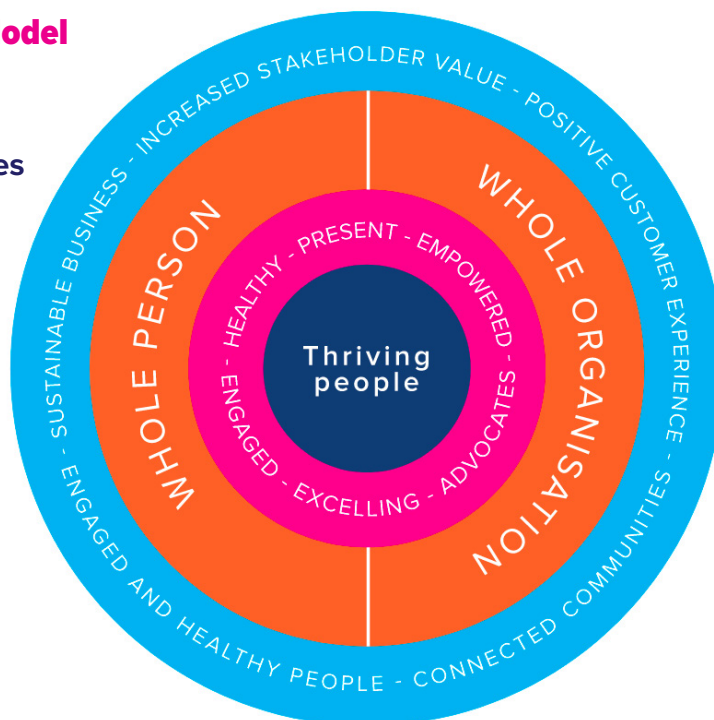 odel
es
INCREASED STAKEHOLDER VALUE - POSITIVE CUSTOMER EXPERIENCE - CONNECTED COMMUNITIES - ENGAGED AND HEALTHY PEOPLE - SUSTAINABLE BUSINESS -
WHOLE PERSON
WHOLE ORGANISATION
HEALTHY - PRESENT - EMPOWERED - ADVOCATES - EXCELLING - ENGAGED -
Thriving
people